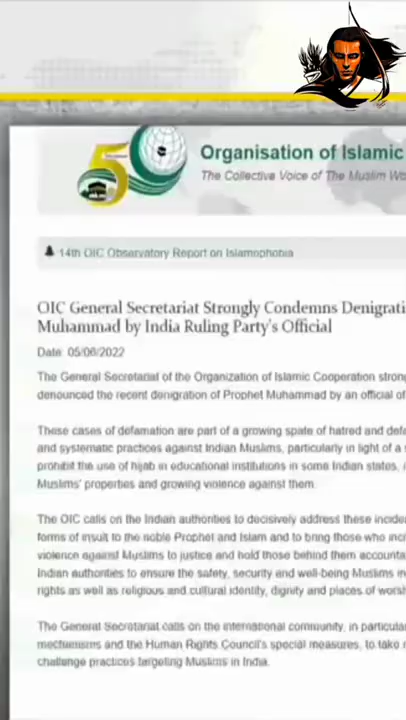 50
Organisation of Islamic
The Collective Voice of The Muslim Wo
14th OIC Observatory Report on Islamophobia
OIC General Secretariat Strongly Condemns Denigrati
Muhammad by India Ruling Party's Official
Date: 05/06/2022
The General Secretariat of the Organization of Islamic Cooperation stron
denounced the recent denigration of Prophet Muhammad by an official of
These cases of defamation are part of a growing spate of hatred and defa
and systematic practices against Indian Muslims, particularly in light of a
prohibit the use of hijab in educational institutions in some Indian states,
Muslims' properties and growing violence against them.
The OIC calls on the Indian authorities to decisively address these incide
forms of insult to the noble Prophet and Islam and to bring those who inci
violence against Muslims to justice and hold those behind them accounta
Indian authorities to ensure the safety, security and well-being Muslims in
rights as well as religious and cultural identity, dignity and places of wors
The General Secretariat calls on the international community, in particular
mechanisms and the Human Rights Council's special measures, to take
challenge practices targeting Muslims in India.